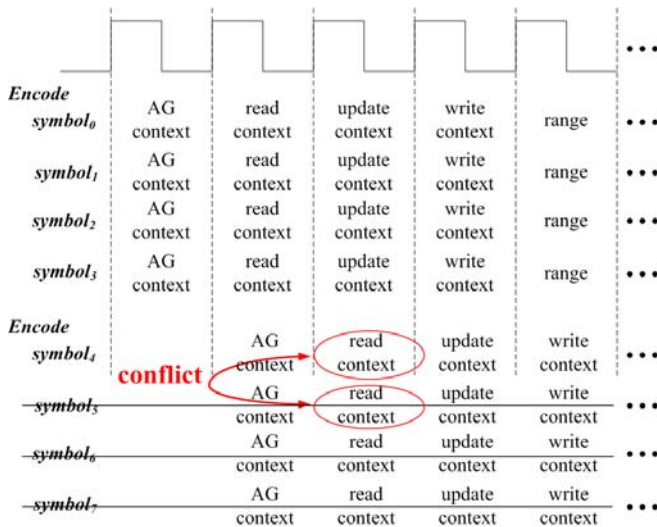 •••
Encode
AG read update write
symbol0 context context context context range •••
AG read update write
symbol1 context context context context range •••
AG read update write
symbol2 context context context context range •••
AG read update write
symbol3 context context context context range •••
Encode
AG read update write
symbol4 context context context context •••
conflict
AG read update write
symbol5 context context context context •••
AG read update write
symbol6 context context context context •••
AG read update write
symbol7 context context context context •••